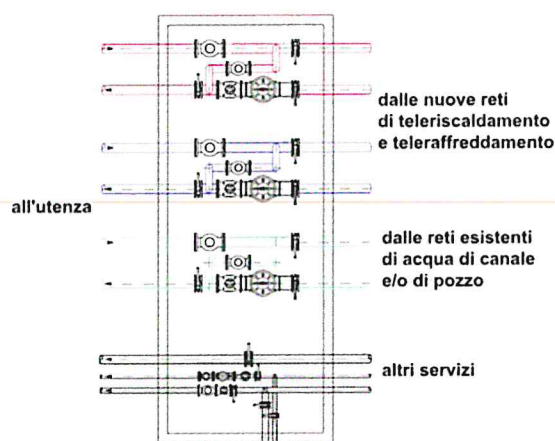 dalle nuove reti
di teleriscaldamento
e teleraffreddamento
all'utenza
dalle reti esistenti
di acqua di canale
e/o di pozzo
altri servizi